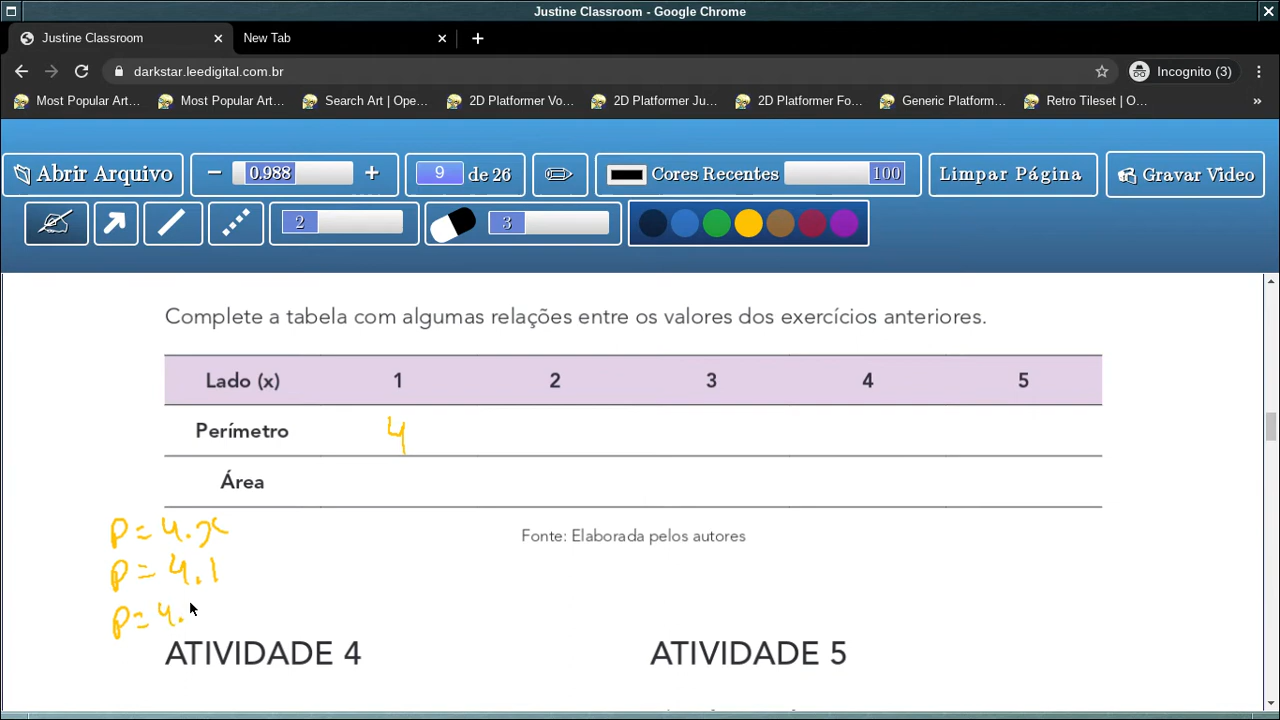 Justine Classroom - Google Chrome
Justine Classroom
New Tab
darkstar.leedigital.com.br
Incognito (3)
Most Popular Art...
Most Popular Art...
Search Art | Ope...
2D Platformer Vo...
2D Platformer Ju...
2D Platformer Fo...
Generic Platform...
Retro Tileset | O...
»
Abrir Arquivo
− 0,988 +
9 de 26
Cores Recentes 100
Limpar Página
Gravar Video
2
3
Complete a tabela com algumas relações entre os valores dos exercícios anteriores.
Lado (x) 1 2 3 4 5
Perímetro 4
Área
P = 4.x
Fonte: Elaborada pelos autores
P = 4.1
P = 4.
ATIVIDADE 4
ATIVIDADE 5